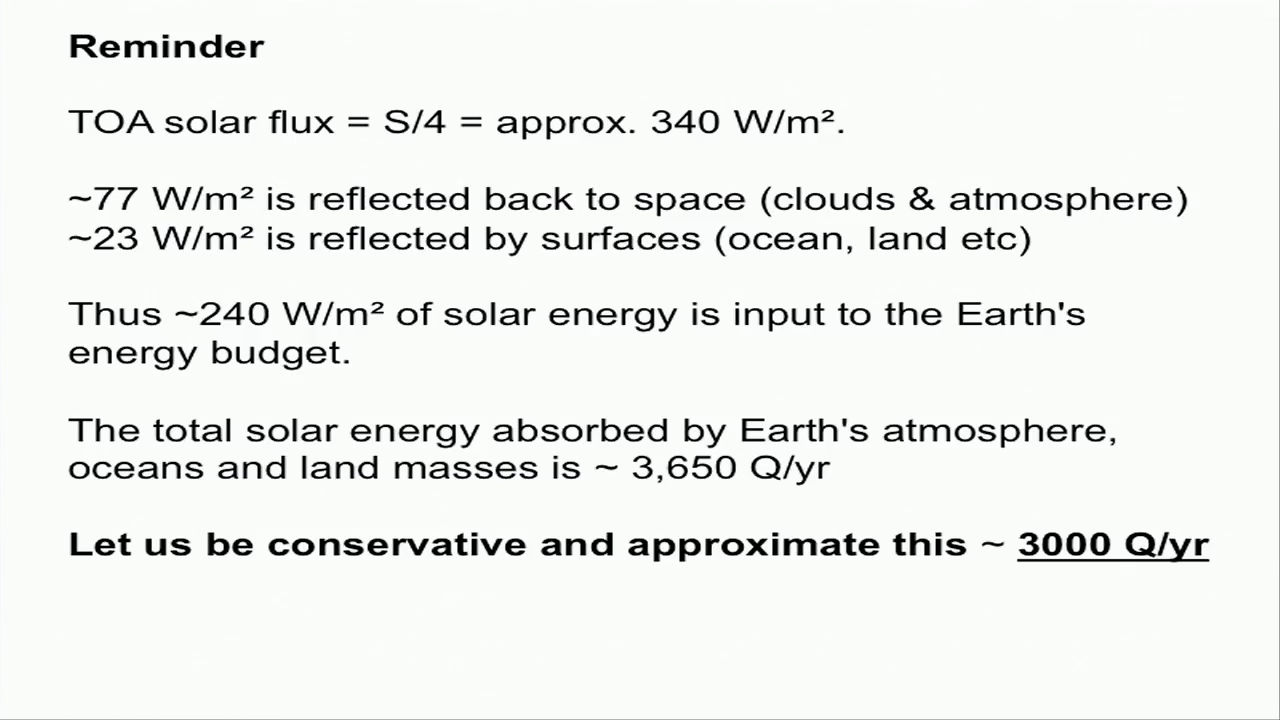 Reminder
TOA solar flux = S/4 = approx. 340 W/m².
~77 W/m² is reflected back to space (clouds & atmosphere)
~23 W/m² is reflected by surfaces (ocean, land etc)
Thus ~240 W/m² of solar energy is input to the Earth's
energy budget.
The total solar energy absorbed by Earth's atmosphere,
oceans and land masses is ~ 3,650 Q/yr
Let us be conservative and approximate this ~ 3000 Q/yr